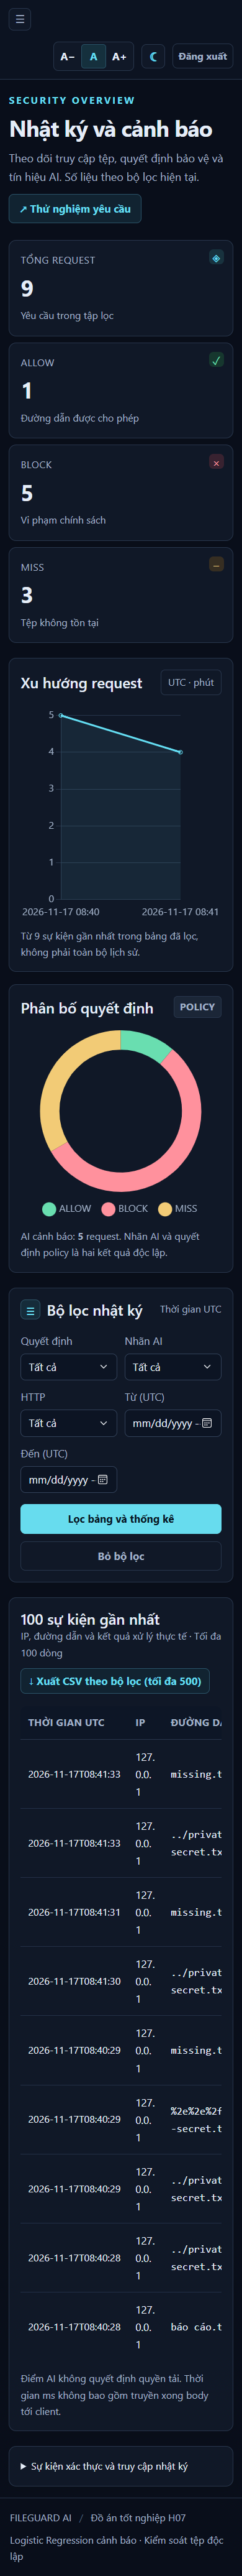 ☰
A− A A+ ☾ Đăng xuất
SECURITY OVERVIEW
Nhật ký và cảnh báo
Theo dõi truy cập tệp, quyết định bảo vệ và
tín hiệu AI. Số liệu theo bộ lọc hiện tại.
↗ Thử nghiệm yêu cầu
TỔNG REQUEST
9
Yêu cầu trong tập lọc
ALLOW
1
Đường dẫn được cho phép
BLOCK
5
Vi phạm chính sách
MISS
3
Tệp không tồn tại
Xu hướng request
UTC · phút
5
4
3
2
1
0
2026-11-17 08:40 2026-11-17 08:41
Từ 9 sự kiện gần nhất trong bảng đã lọc,
không phải toàn bộ lịch sử.
Phân bố quyết định
POLICY
ALLOW BLOCK MISS
AI cảnh báo: 5 request. Nhãn AI và quyết
định policy là hai kết quả độc lập.
☰ Bộ lọc nhật ký Thời gian UTC
Quyết định Nhãn AI
Tất cả Tất cả
HTTP Từ (UTC)
Tất cả mm/dd/yyyy -
Đến (UTC)
mm/dd/yyyy -
Lọc bảng và thống kê
Bỏ bộ lọc
100 sự kiện gần nhất
IP, đường dẫn và kết quả xử lý thực tế · Tối đa
100 dòng
↓ Xuất CSV theo bộ lọc (tối đa 500)
THỜI GIAN UTC IP ĐƯỜNG DẪ
2026-11-17T08:41:33 127.0.0.1 missing.t
2026-11-17T08:41:33 127.0.0.1 ../privat
secret.tx
2026-11-17T08:41:31 127.0.0.1 missing.t
2026-11-17T08:41:30 127.0.0.1 ../privat
secret.tx
2026-11-17T08:40:29 127.0.0.1 missing.t
2026-11-17T08:40:29 127.0.0.1 %2e%2e%2f
-secret.t
2026-11-17T08:40:29 127.0.0.1 ../privat
secret.tx
2026-11-17T08:40:28 127.0.0.1 ../privat
secret.tx
2026-11-17T08:40:28 127.0.0.1 báo cáo.t
Điểm AI không quyết định quyền tải. Thời
gian ms không bao gồm truyền xong body
tới client.
▶ Sự kiện xác thực và truy cập nhật ký
FILEGUARD AI / Đồ án tốt nghiệp H07
Logistic Regression cảnh báo · Kiểm soát tệp độc
lập